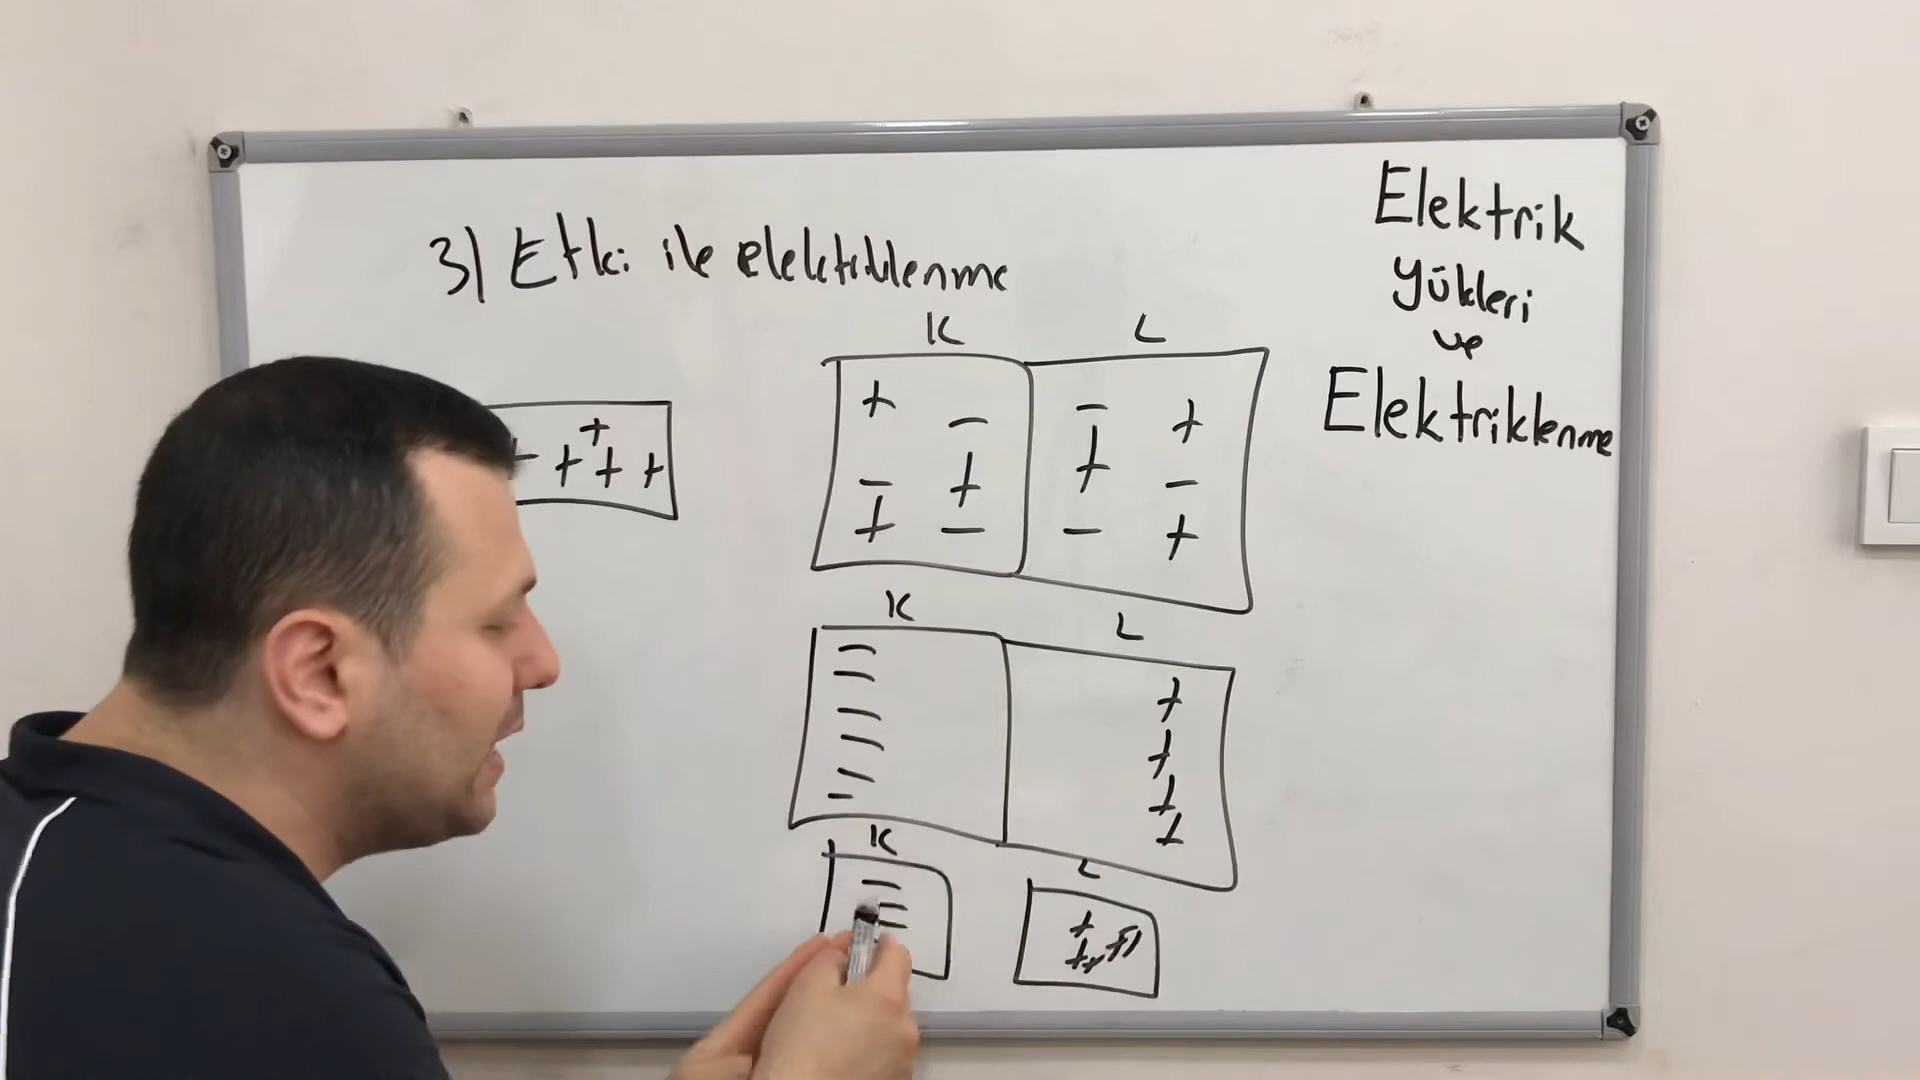 3) Etki ile elektriklenme
Elektrik
yükleri
ve
Elektriklenme
K L
+ - - +
+ + + + +
- + + -
+ - - +
K L
- +
- +
- +
- +
-
-
K L
- +
- + +
-